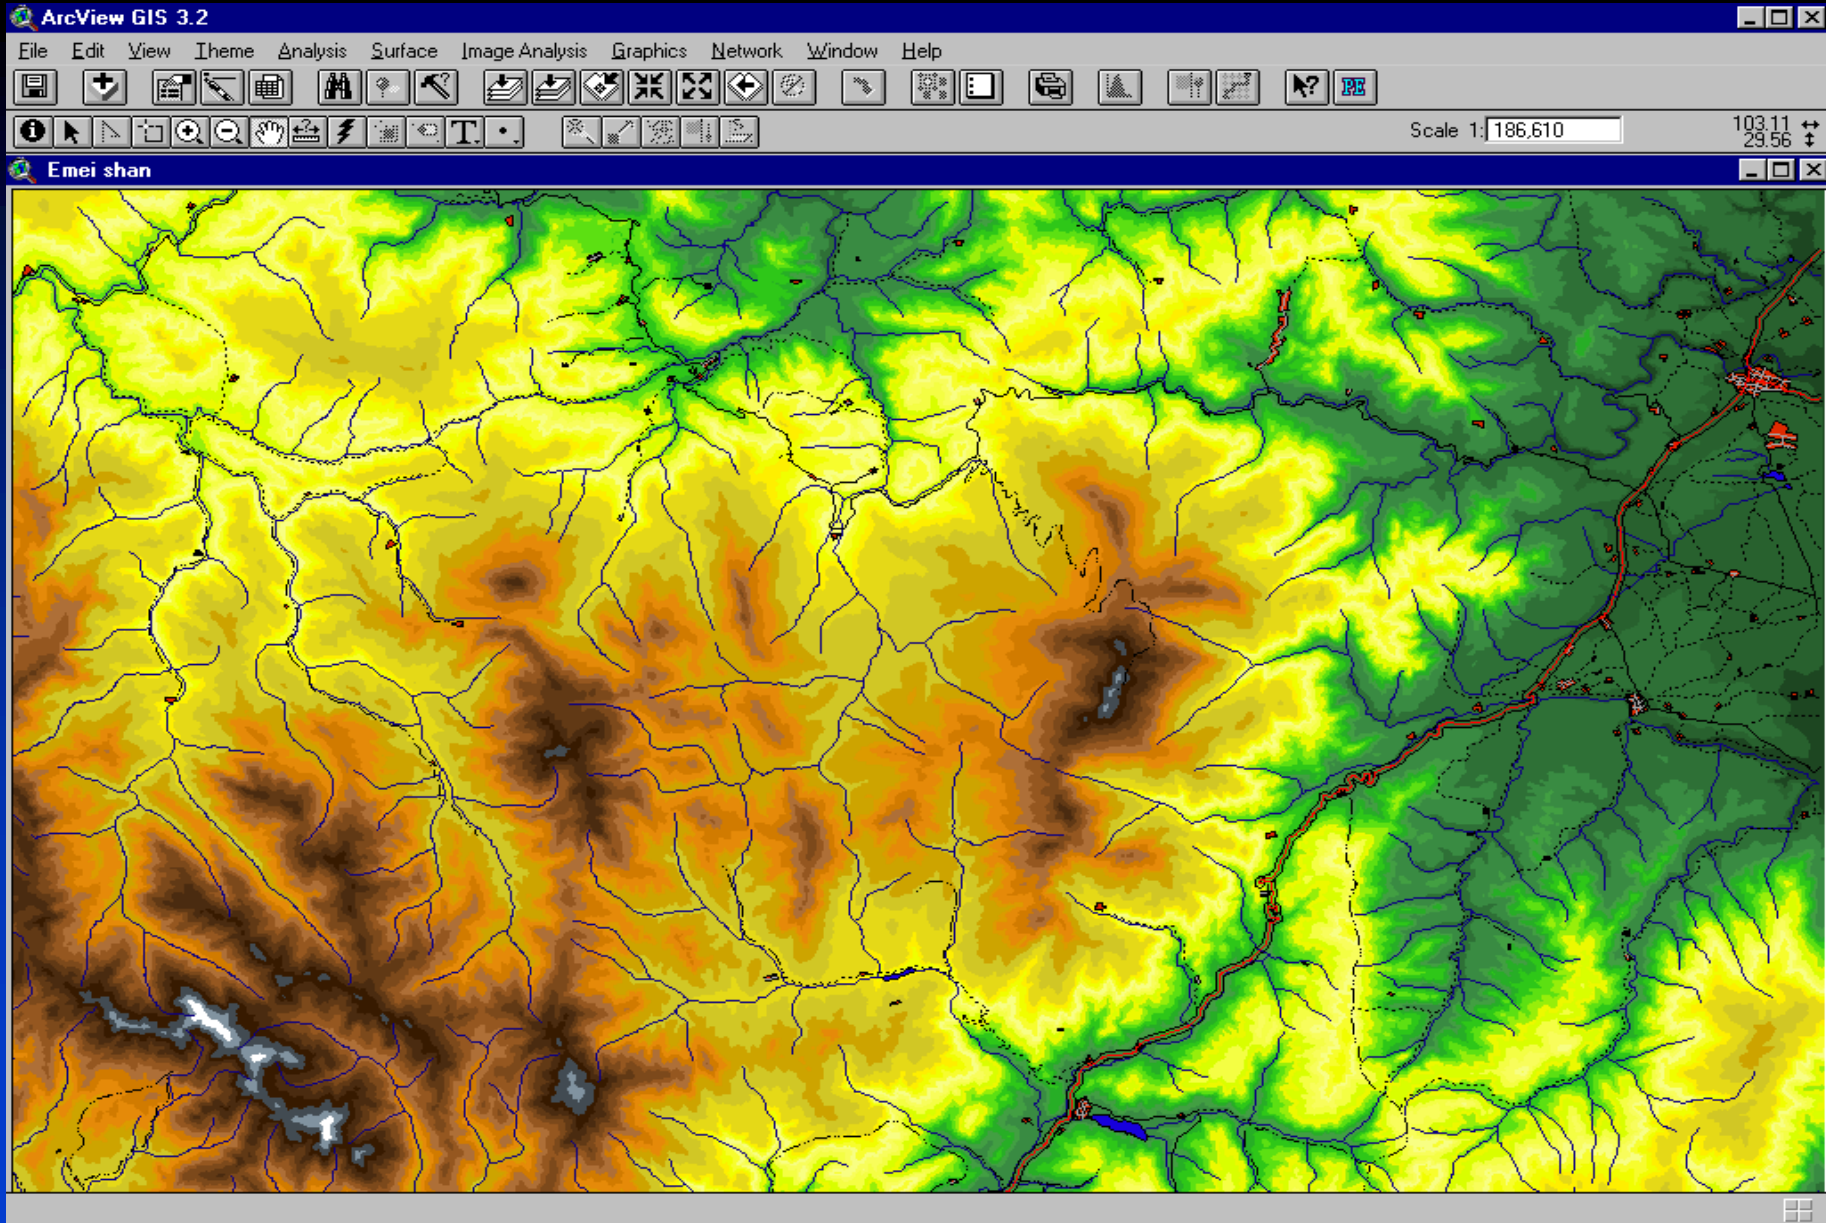 ArcView GIS 3.2
File Edit View Theme Analysis Surface Image Analysis Graphics Network Window Help
PE
T
Scale 1: 186,610
103.11
29.56
Emei shan